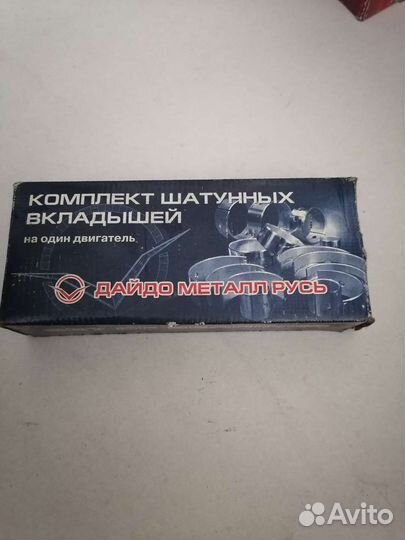 КОМПЛЕКТ ШАТУННЫХ
ВКЛАДЫШЕЙ
на один двигатель
ДАЙДО МЕТАЛЛ РУСЬ
Avito